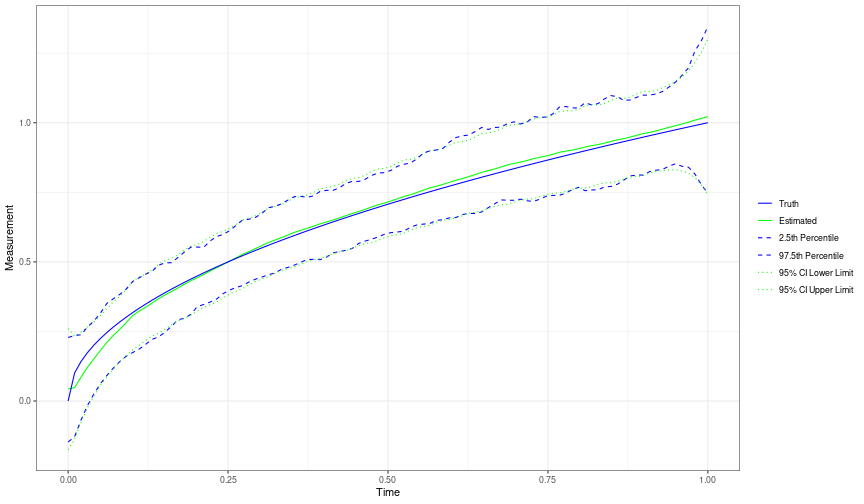 Measurement
1.0
0.5
0.0
0.00 0.25 0.50 0.75 1.00
Time
Truth
Estimated
2.5th Percentile
97.5th Percentile
95% CI Lower Limit
95% CI Upper Limit